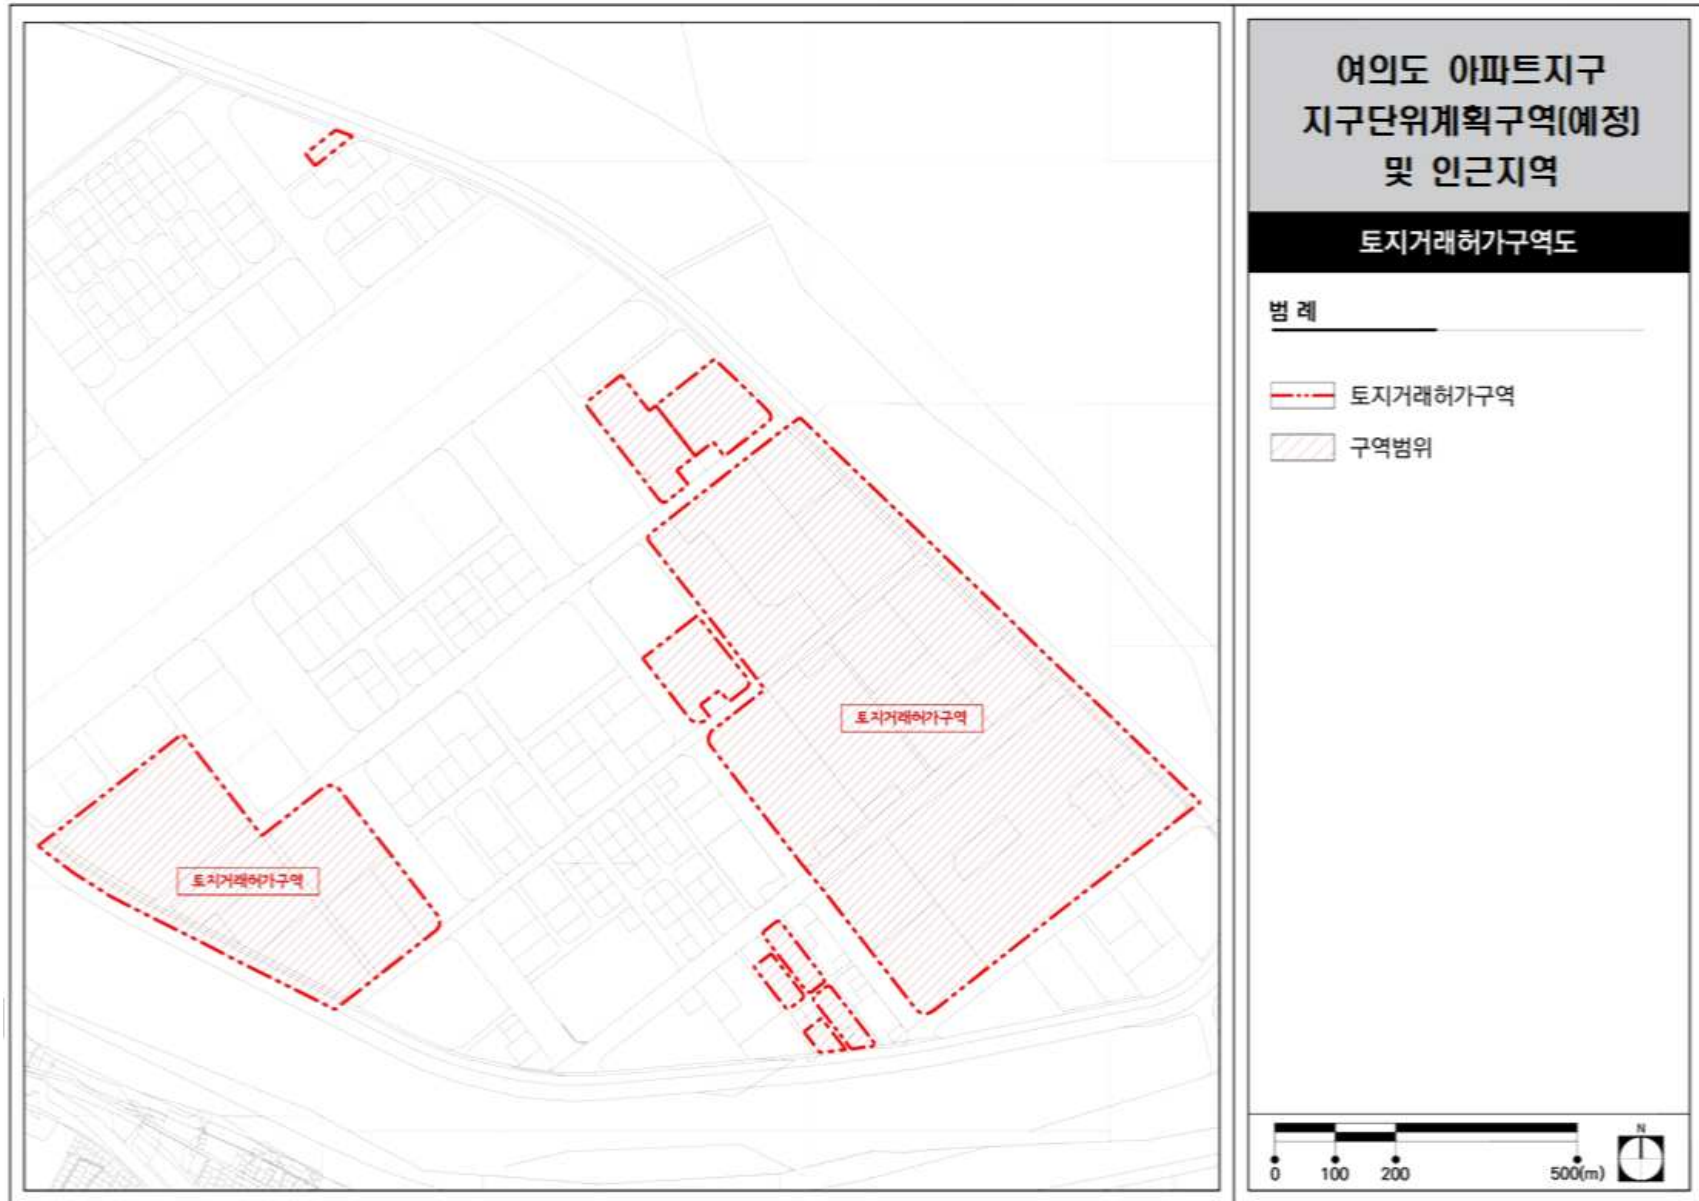 여의도 아파트지구
지구단위계획구역(예정)
및 인근지역
토지거래허가구역도
범 례
토지거래허가구역
구역범위
토지거래허가구역
토지거래허가구역
N
0 100 200 500(m)